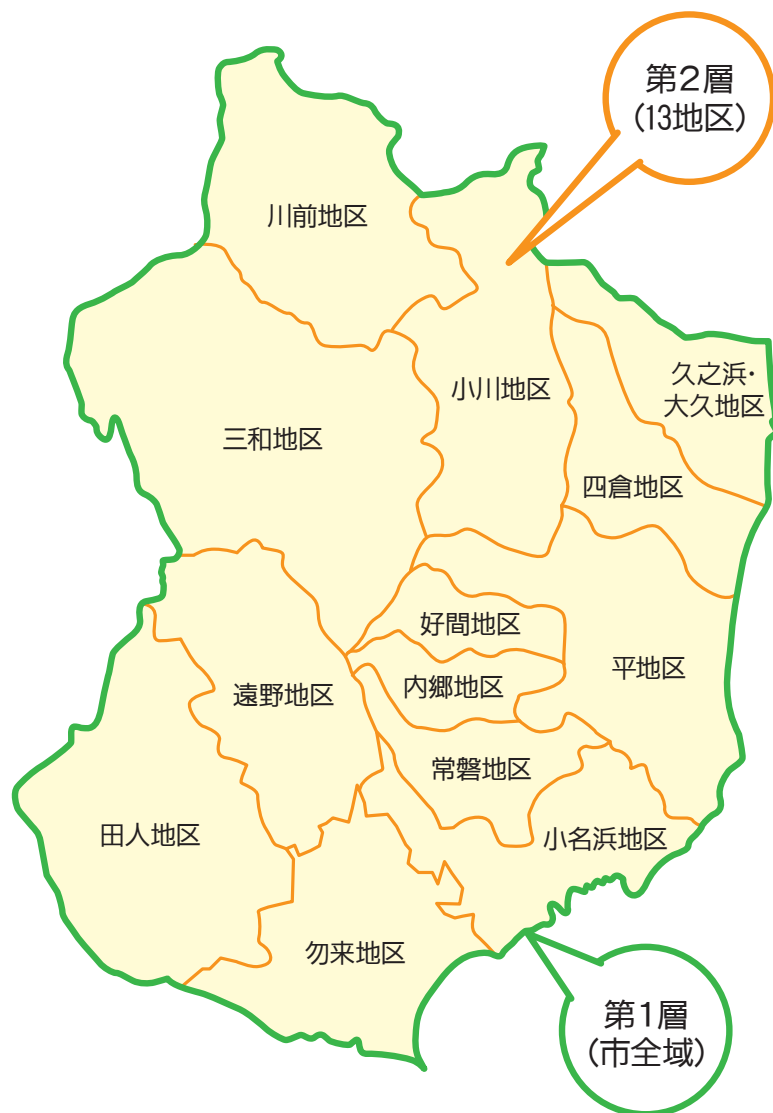 第2層
(13地区)
川前地区
小川地区
久之浜・
大久地区
三和地区
四倉地区
好間地区
平地区
内郷地区
遠野地区
常磐地区
田人地区
小名浜地区
勿来地区
第1層
(市全域)